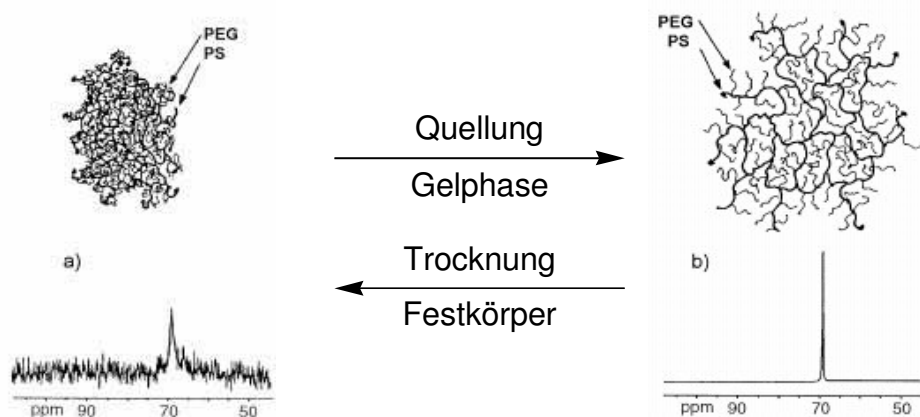 PEG
PS
PEG
PS
Quellung
Gelphase
a)
Trocknung
Festkörper
b)
ppm 90 70 50
ppm 90 70 50